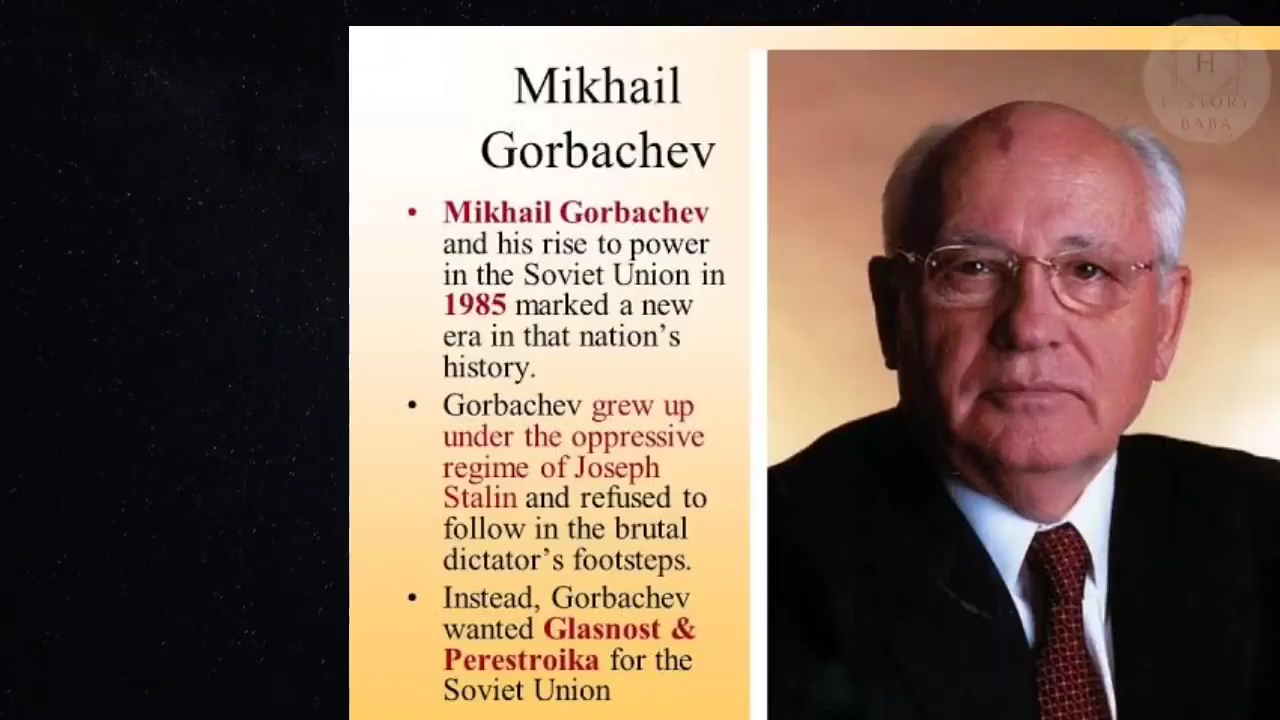 Mikhail
Gorbachev
• Mikhail Gorbachev
and his rise to power
in the Soviet Union in
1985 marked a new
era in that nation’s
history.
• Gorbachev grew up
under the oppressive
regime of Joseph
Stalin and refused to
follow in the brutal
dictator’s footsteps.
• Instead, Gorbachev
wanted Glasnost &
Perestroika for the
Soviet Union
H
HISTORY
BABA